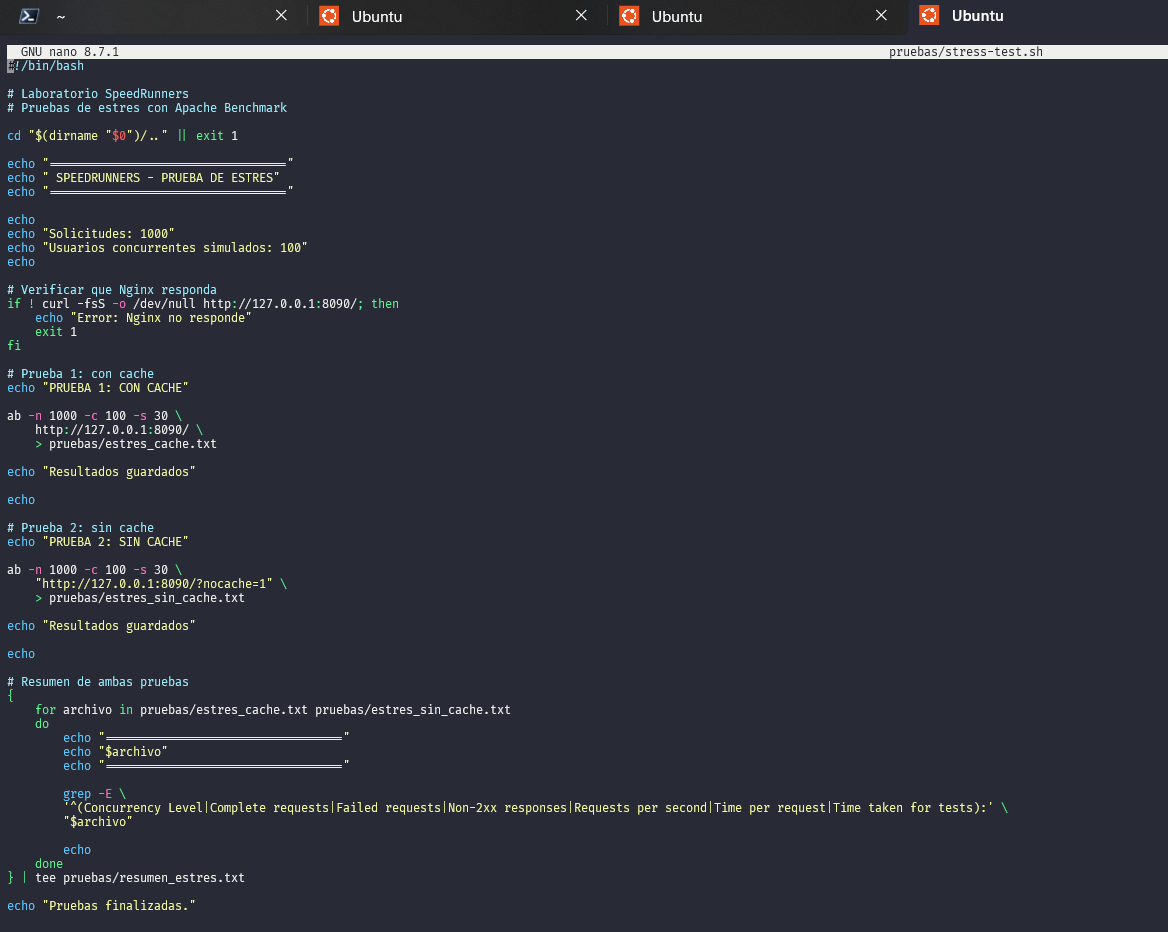 ~
Ubuntu
Ubuntu
Ubuntu
GNU nano 8.7.1 pruebas/stress-test.sh
#!/bin/bash
# Laboratorio SpeedRunners
# Pruebas de estres con Apache Benchmark
cd "$(dirname "$0")/.." || exit 1
echo "=================================="
echo " SPEEDRUNNERS - PRUEBA DE ESTRES"
echo "=================================="
echo
echo "Solicitudes: 1000"
echo "Usuarios concurrentes simulados: 100"
echo
# Verificar que Nginx responda
if ! curl -fsS -o /dev/null http://127.0.0.1:8090/; then
    echo "Error: Nginx no responde"
    exit 1
fi
# Prueba 1: con cache
echo "PRUEBA 1: CON CACHE"
ab -n 1000 -c 100 -s 30 \
    http://127.0.0.1:8090/ \
    > pruebas/estres_cache.txt
echo "Resultados guardados"
echo
# Prueba 2: sin cache
echo "PRUEBA 2: SIN CACHE"
ab -n 1000 -c 100 -s 30 \
    "http://127.0.0.1:8090/?nocache=1" \
    > pruebas/estres_sin_cache.txt
echo "Resultados guardados"
echo
# Resumen de ambas pruebas
{
    for archivo in pruebas/estres_cache.txt pruebas/estres_sin_cache.txt
    do
        echo "=================================="
        echo "$archivo"
        echo "=================================="
        grep -E \
        '^(Concurrency Level|Complete requests|Failed requests|Non-2xx responses|Requests per second|Time per request|Time taken for tests):' \
        "$archivo"
        echo
    done
} | tee pruebas/resumen_estres.txt
echo "Pruebas finalizadas."